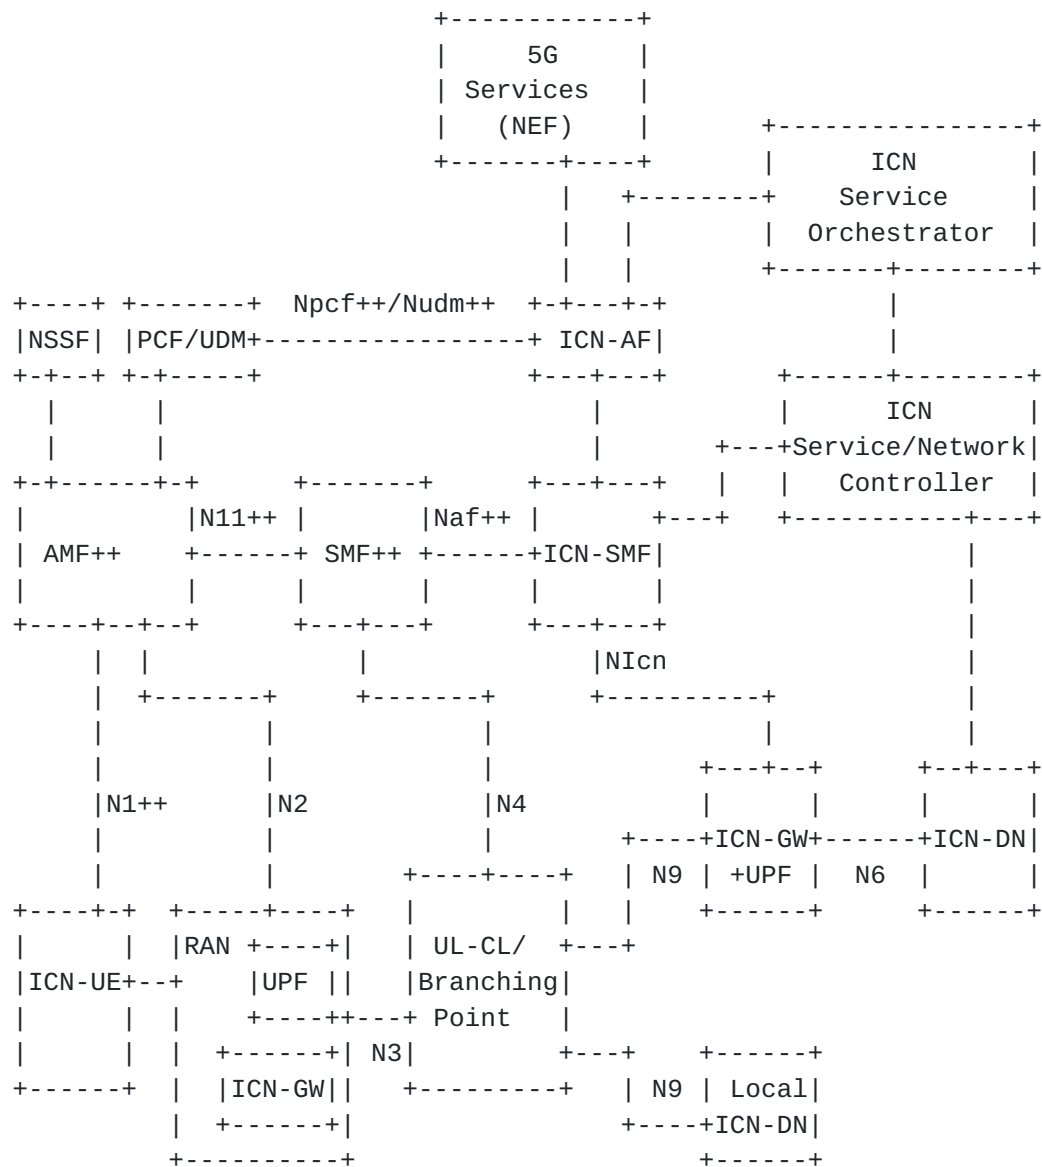 5G
Services
(NEF)
ICN
Service
Orchestrator
Npcf++/Nudm++
NSSF PCF/UDM ICN-AF
ICN
Service/Network
Controller
N11++ Naf++
AMF++ SMF++ ICN-SMF
NIcn
N1++ N2 N4
ICN-GW ICN-DN
N9 +UPF N6
RAN UL-CL/
ICN-UE UPF Branching
Point
N3
ICN-GW N9 Local
ICN-DN